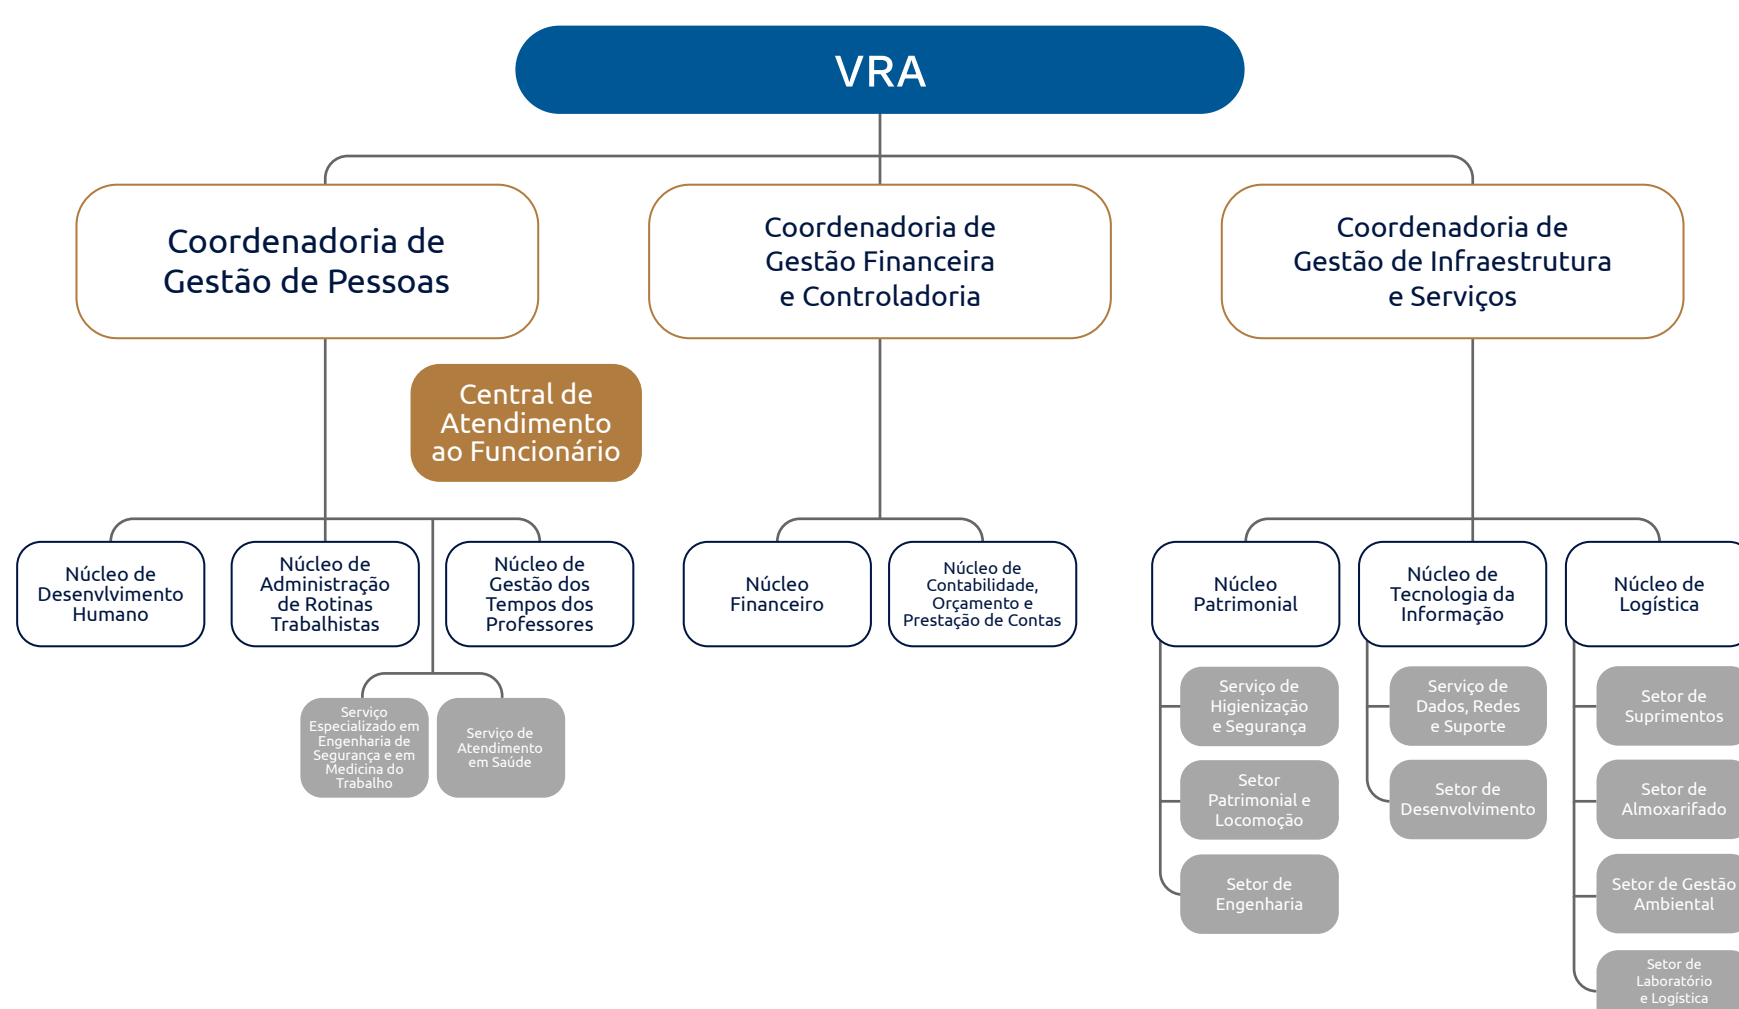 VRA
Coordenadoria de
Gestão de Pessoas
Coordenadoria de
Gestão Financeira
e Controladoria
Coordenadoria de
Gestão de Infraestrutura
e Serviços
Central de
Atendimento
ao Funcionário
Núcleo de
Desenvlvimento
Humano
Núcleo de
Administração
de Rotinas
Trabalhistas
Núcleo de
Gestão dos
Tempos dos
Professores
Núcleo
Financeiro
Núcleo de
Contabilidade,
Orçamento e
Prestação de Contas
Núcleo
Patrimonial
Núcleo de
Tecnologia da
Informação
Núcleo de
Logística
Serviço
Especializado em
Engenharia de
Segurança e em
Medicina do
Trabalho
Serviço de
Atendimento
em Saúde
Serviço de
Higienização
e Segurança
Setor
Patrimonial e
Locomoção
Setor de
Engenharia
Serviço de
Dados, Redes
e Suporte
Setor de
Desenvolvimento
Setor de
Suprimentos
Setor de
Almoxarifado
Setor de Gestão
Ambiental
Setor de
Laboratório
e Logística